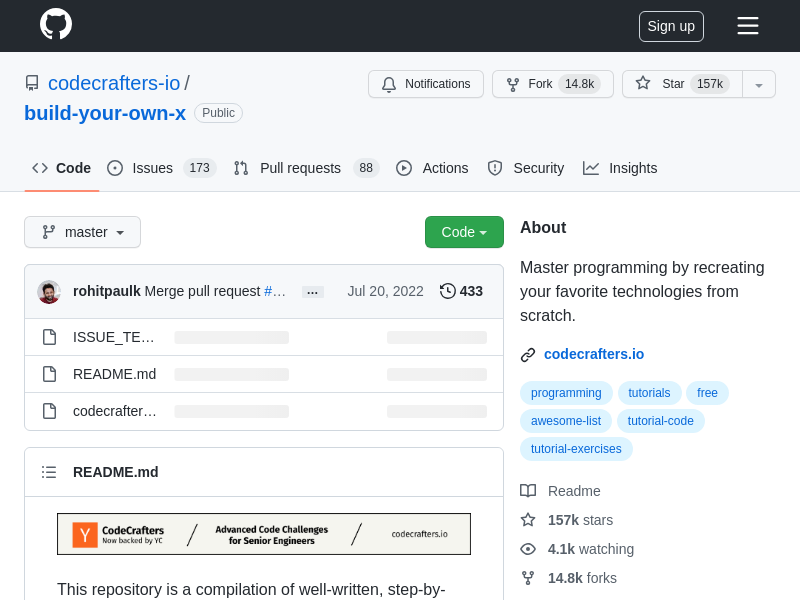 Sign up
codecrafters-io /
build-your-own-x Public
Notifications
Fork 14.8k
Star 157k
Code
Issues 173
Pull requests 88
Actions
Security
Insights
master
Code
rohitpaulk Merge pull request #… ... Jul 20, 2022 433
ISSUE_TE…
README.md
codecrafter…
README.md
CodeCrafters
Now backed by YC
Advanced Code Challenges
for Senior Engineers
codecrafters.io
This repository is a compilation of well-written, step-by-
About
Master programming by recreating
your favorite technologies from
scratch.
codecrafters.io
programming tutorials free
awesome-list tutorial-code
tutorial-exercises
Readme
157k stars
4.1k watching
14.8k forks